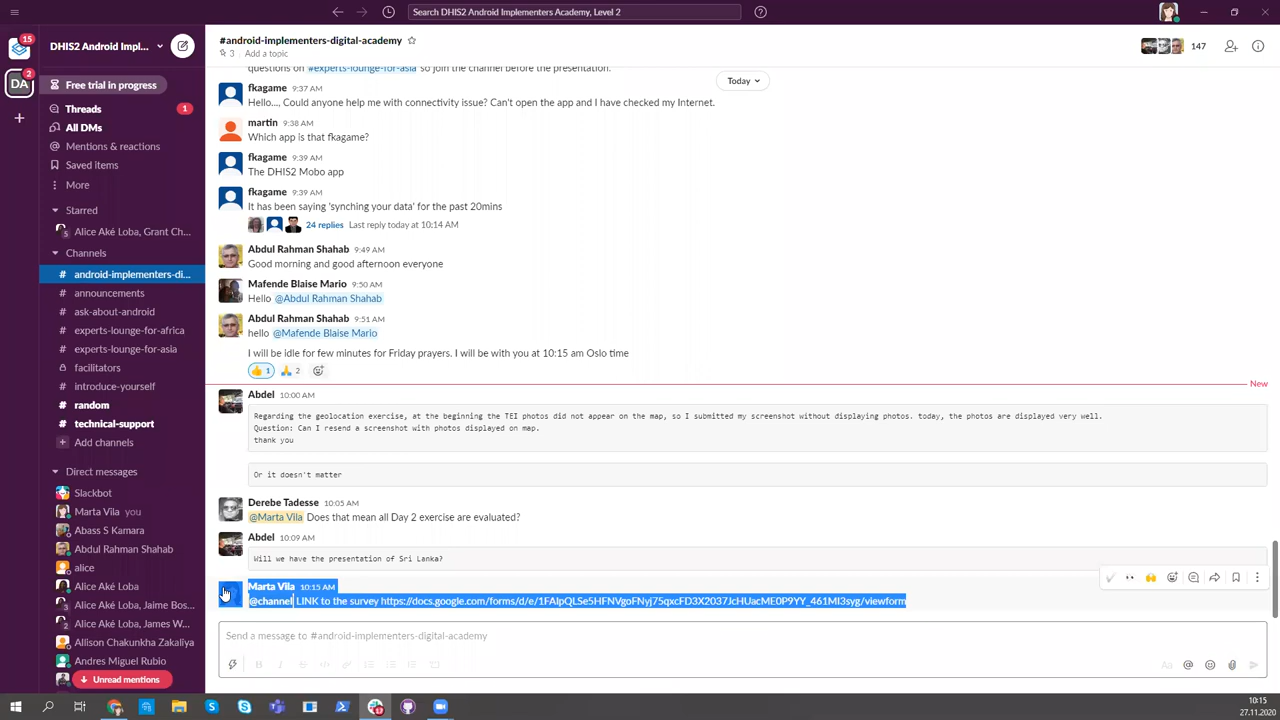 Search DHIS2 Android Implementers Academy, Level 2
15
DHIS2 Android Impl...
#android-implementers-digital-academy
3 Add a topic
147
DA
2
Free trial in progress
Threads
1
All DMs
Mentions & reactions
Saved items
More
Starred
Alice Aké Loba, Grant Ch...
Channels
# android-implementers-di...
# announcements
# ask-about-android
# experts-lounge-for-africa
# experts-lounge-for-asia
facilitators
# introduce-yourself
# random
# technical-support
Add channels
Direct messages
Slackbot
Marta Vila you
Abass S Kamara
Abdul Rahman Shahab
alice
Alice Aké Loba
Alice Aké Loba, Jaime Bos...
Alice Aké Loba, James W...
Allison Chakunkha Zakaliya
Andres Miguel Rubio
Unread mentions
questions on #experts-lounge-for-asia so join the channel before the presentation.
Today
fkagame 9:37 AM
Hello..., Could anyone help me with connectivity issue? Can't open the app and I have checked my Internet.
martin 9:38 AM
Which app is that fkagame?
fkagame 9:39 AM
The DHIS2 Mobo app
fkagame 9:39 AM
It has been saying 'synching your data' for the past 20mins
24 replies Last reply today at 10:14 AM
Abdul Rahman Shahab 9:49 AM
Good morning and good afternoon everyone
Mafende Blaise Mario 9:50 AM
Hello @Abdul Rahman Shahab
Abdul Rahman Shahab 9:51 AM
hello @Mafende Blaise Mario
I will be idle for few minutes for Friday prayers. I will be with you at 10:15 am Oslo time
1 2
New
Abdel 10:00 AM
Regarding the geolocation exercise, at the beginning the TEI photos did not appear on the map, so I submitted my screenshot without displaying photos. today, the photos are displayed very well.
Question: Can I resend a screenshot with photos displayed on map.
thank you
Or it doesn't matter
Derebe Tadesse 10:05 AM
@Marta Vila Does that mean all Day 2 exercise are evaluated?
Abdel 10:09 AM
Will we have the presentation of Sri Lanka?
Marta Vila 10:15 AM
@channel LINK to the survey https://docs.google.com/forms/d/e/1FAIpQLSe5HFNVgoFNyj75qxcFD3X2037JcHUacME0P9YY_461MI3syg/viewform
Send a message to #android-implementers-digital-academy
B I S
Aa @
10:15
27.11.2020